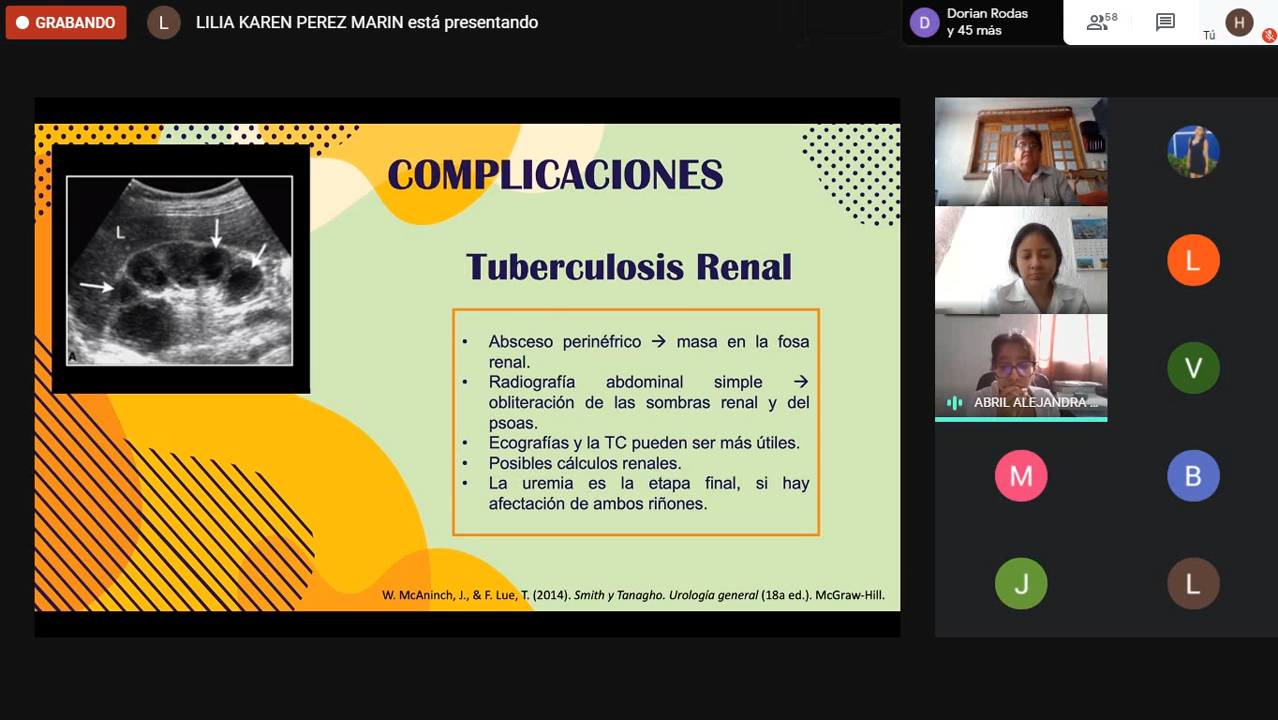 GRABANDO
L
LILIA KAREN PEREZ MARIN está presentando
D
Dorian Rodas
y 45 más
58
Tú
H
COMPLICACIONES
L
A
Tuberculosis Renal
• Absceso perinéfrico → masa en la fosa
renal.
• Radiografía abdominal simple →
obliteración de las sombras renal y del
psoas.
• Ecografías y la TC pueden ser más útiles.
• Posibles cálculos renales.
• La uremia es la etapa final, si hay
afectación de ambos riñones.
W. McAninch, J., & F. Lue, T. (2014). Smith y Tanagho. Urología general (18a ed.). McGraw-Hill.
L
V
ABRIL ALEJANDRA ...
M
B
J
L